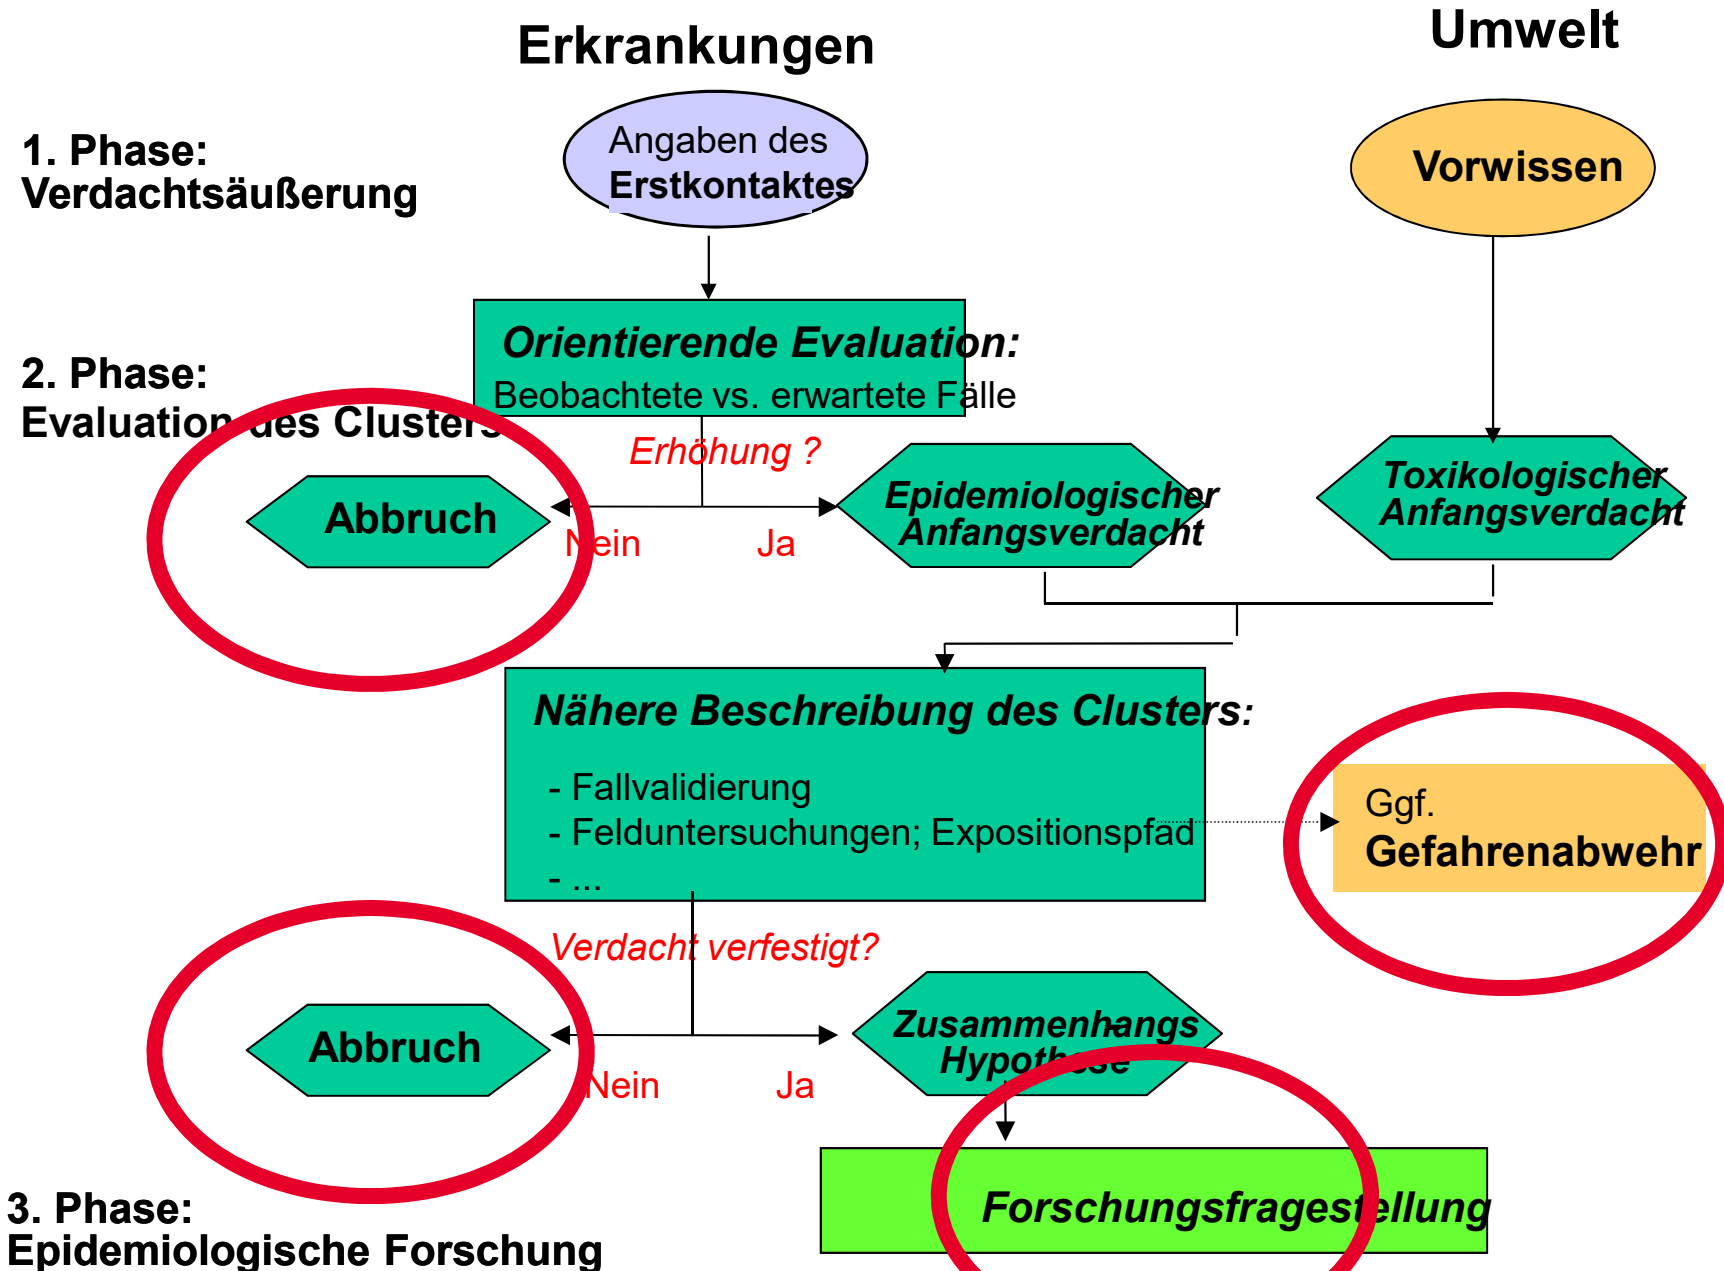 Erkrankungen
Umwelt
1. Phase:
Verdachtsäußerung
Angaben des
Erstkontaktes
Vorwissen
Orientierende Evaluation:
Beobachtete vs. erwartete Fälle
2. Phase:
Evaluation des Clusters
Erhöhung ?
Abbruch
Nein
Ja
Epidemiologischer
Anfangsverdacht
Toxikologischer
Anfangsverdacht
Nähere Beschreibung des Clusters:
- Fallvalidierung
- Felduntersuchungen; Expositionspfad
- ...
Ggf.
Gefahrenabwehr
Verdacht verfestigt?
Abbruch
Nein
Ja
Zusammenhangs-
Hypothese
Forschungsfragestellung
3. Phase:
Epidemiologische Forschung